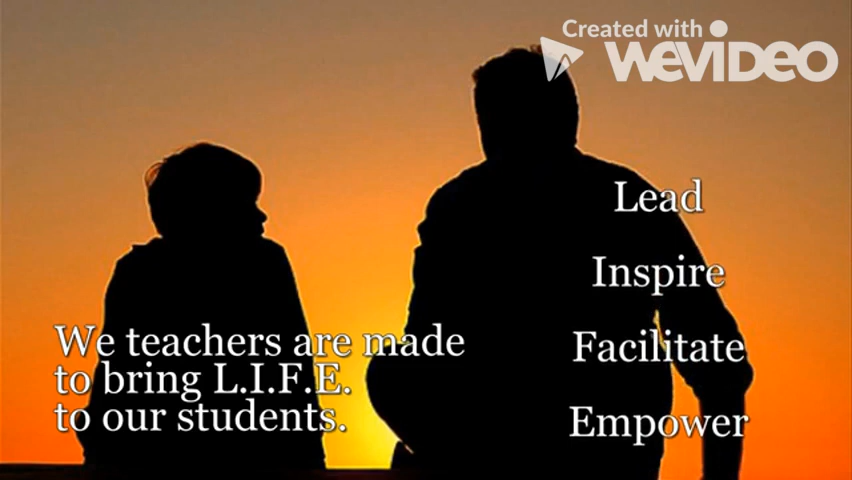 Created with
WeVideo
Lead
Inspire
Facilitate
Empower
We teachers are made
to bring L.I.F.E.
to our students.